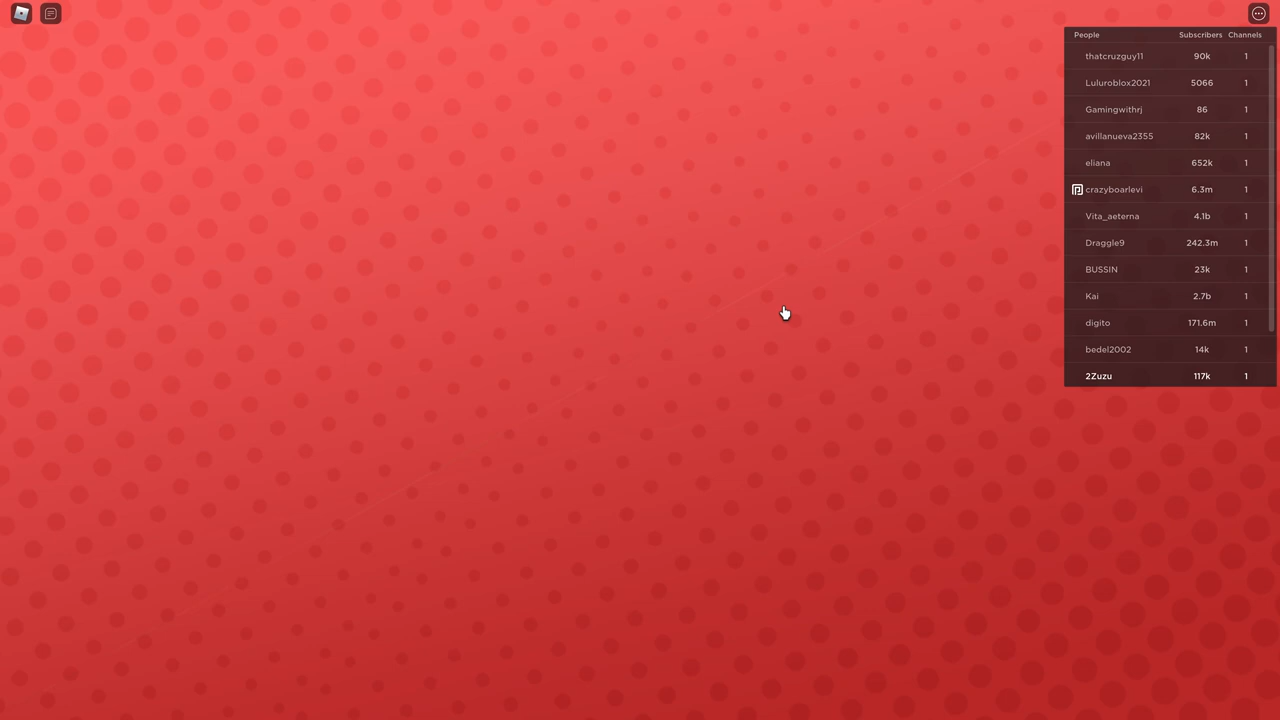 People Subscribers Channels
thatcruzguy11 90k 1
Luluroblox2021 5066 1
Gamingwithrj 86 1
avillanueva2355 82k 1
eliana 652k 1
crazyboarlevi 6.3m 1
Vita_aeterna 4.1b 1
Draggle9 242.3m 1
BUSSIN 23k 1
Kai 2.7b 1
digito 171.6m 1
bedel2002 14k 1
2Zuzu 117k 1